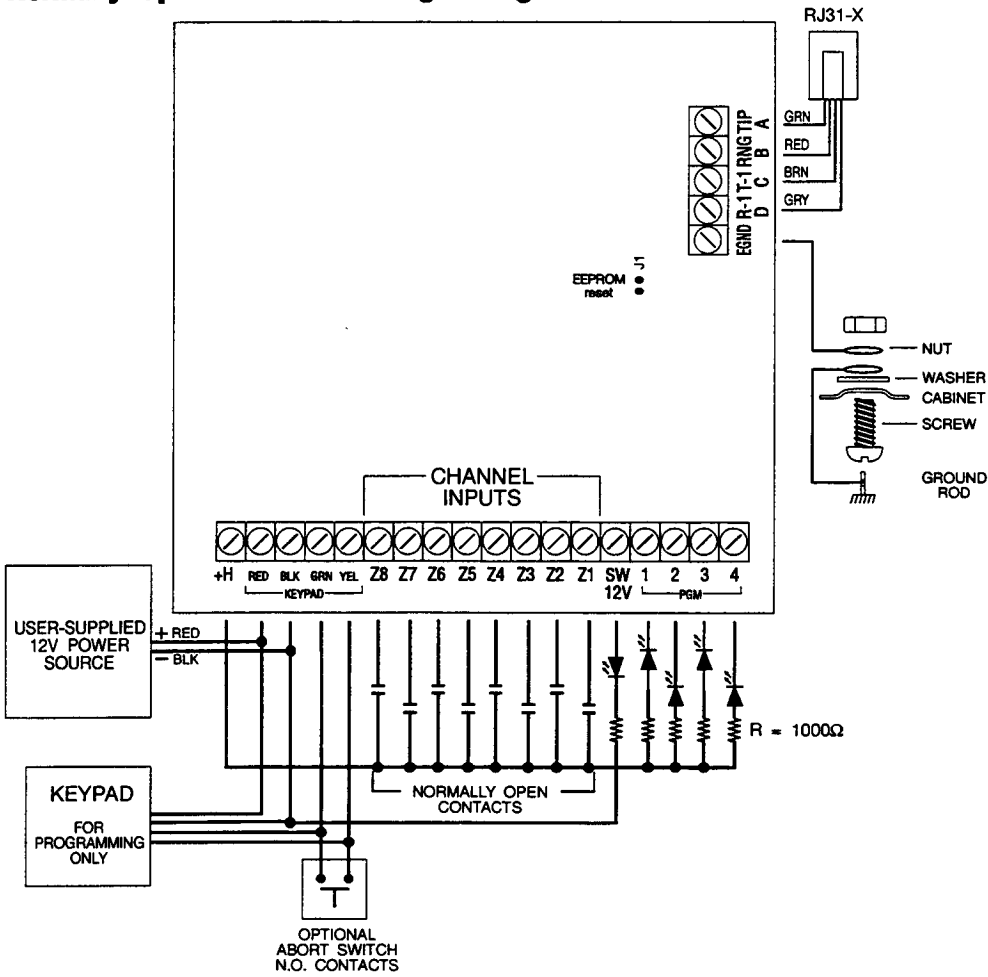 RJ31-X
GRN
RED
BRN
GRY
TIP
A
RNG
B
T-1
C
R-1
D
EGND
J1
EEPROM
reset
NUT
WASHER
CABINET
SCREW
GROUND
ROD
CHANNEL
INPUTS
+H RED BLK GRN YEL Z8 Z7 Z6 Z5 Z4 Z3 Z2 Z1 SW 1 2 3 4
KEYPAD
12V
PGM
USER-SUPPLIED
12V POWER
SOURCE
+ RED
– BLK
R = 1000Ω
NORMALLY OPEN
CONTACTS
KEYPAD
FOR
PROGRAMMING
ONLY
OPTIONAL
ABORT SWITCH
N.O. CONTACTS